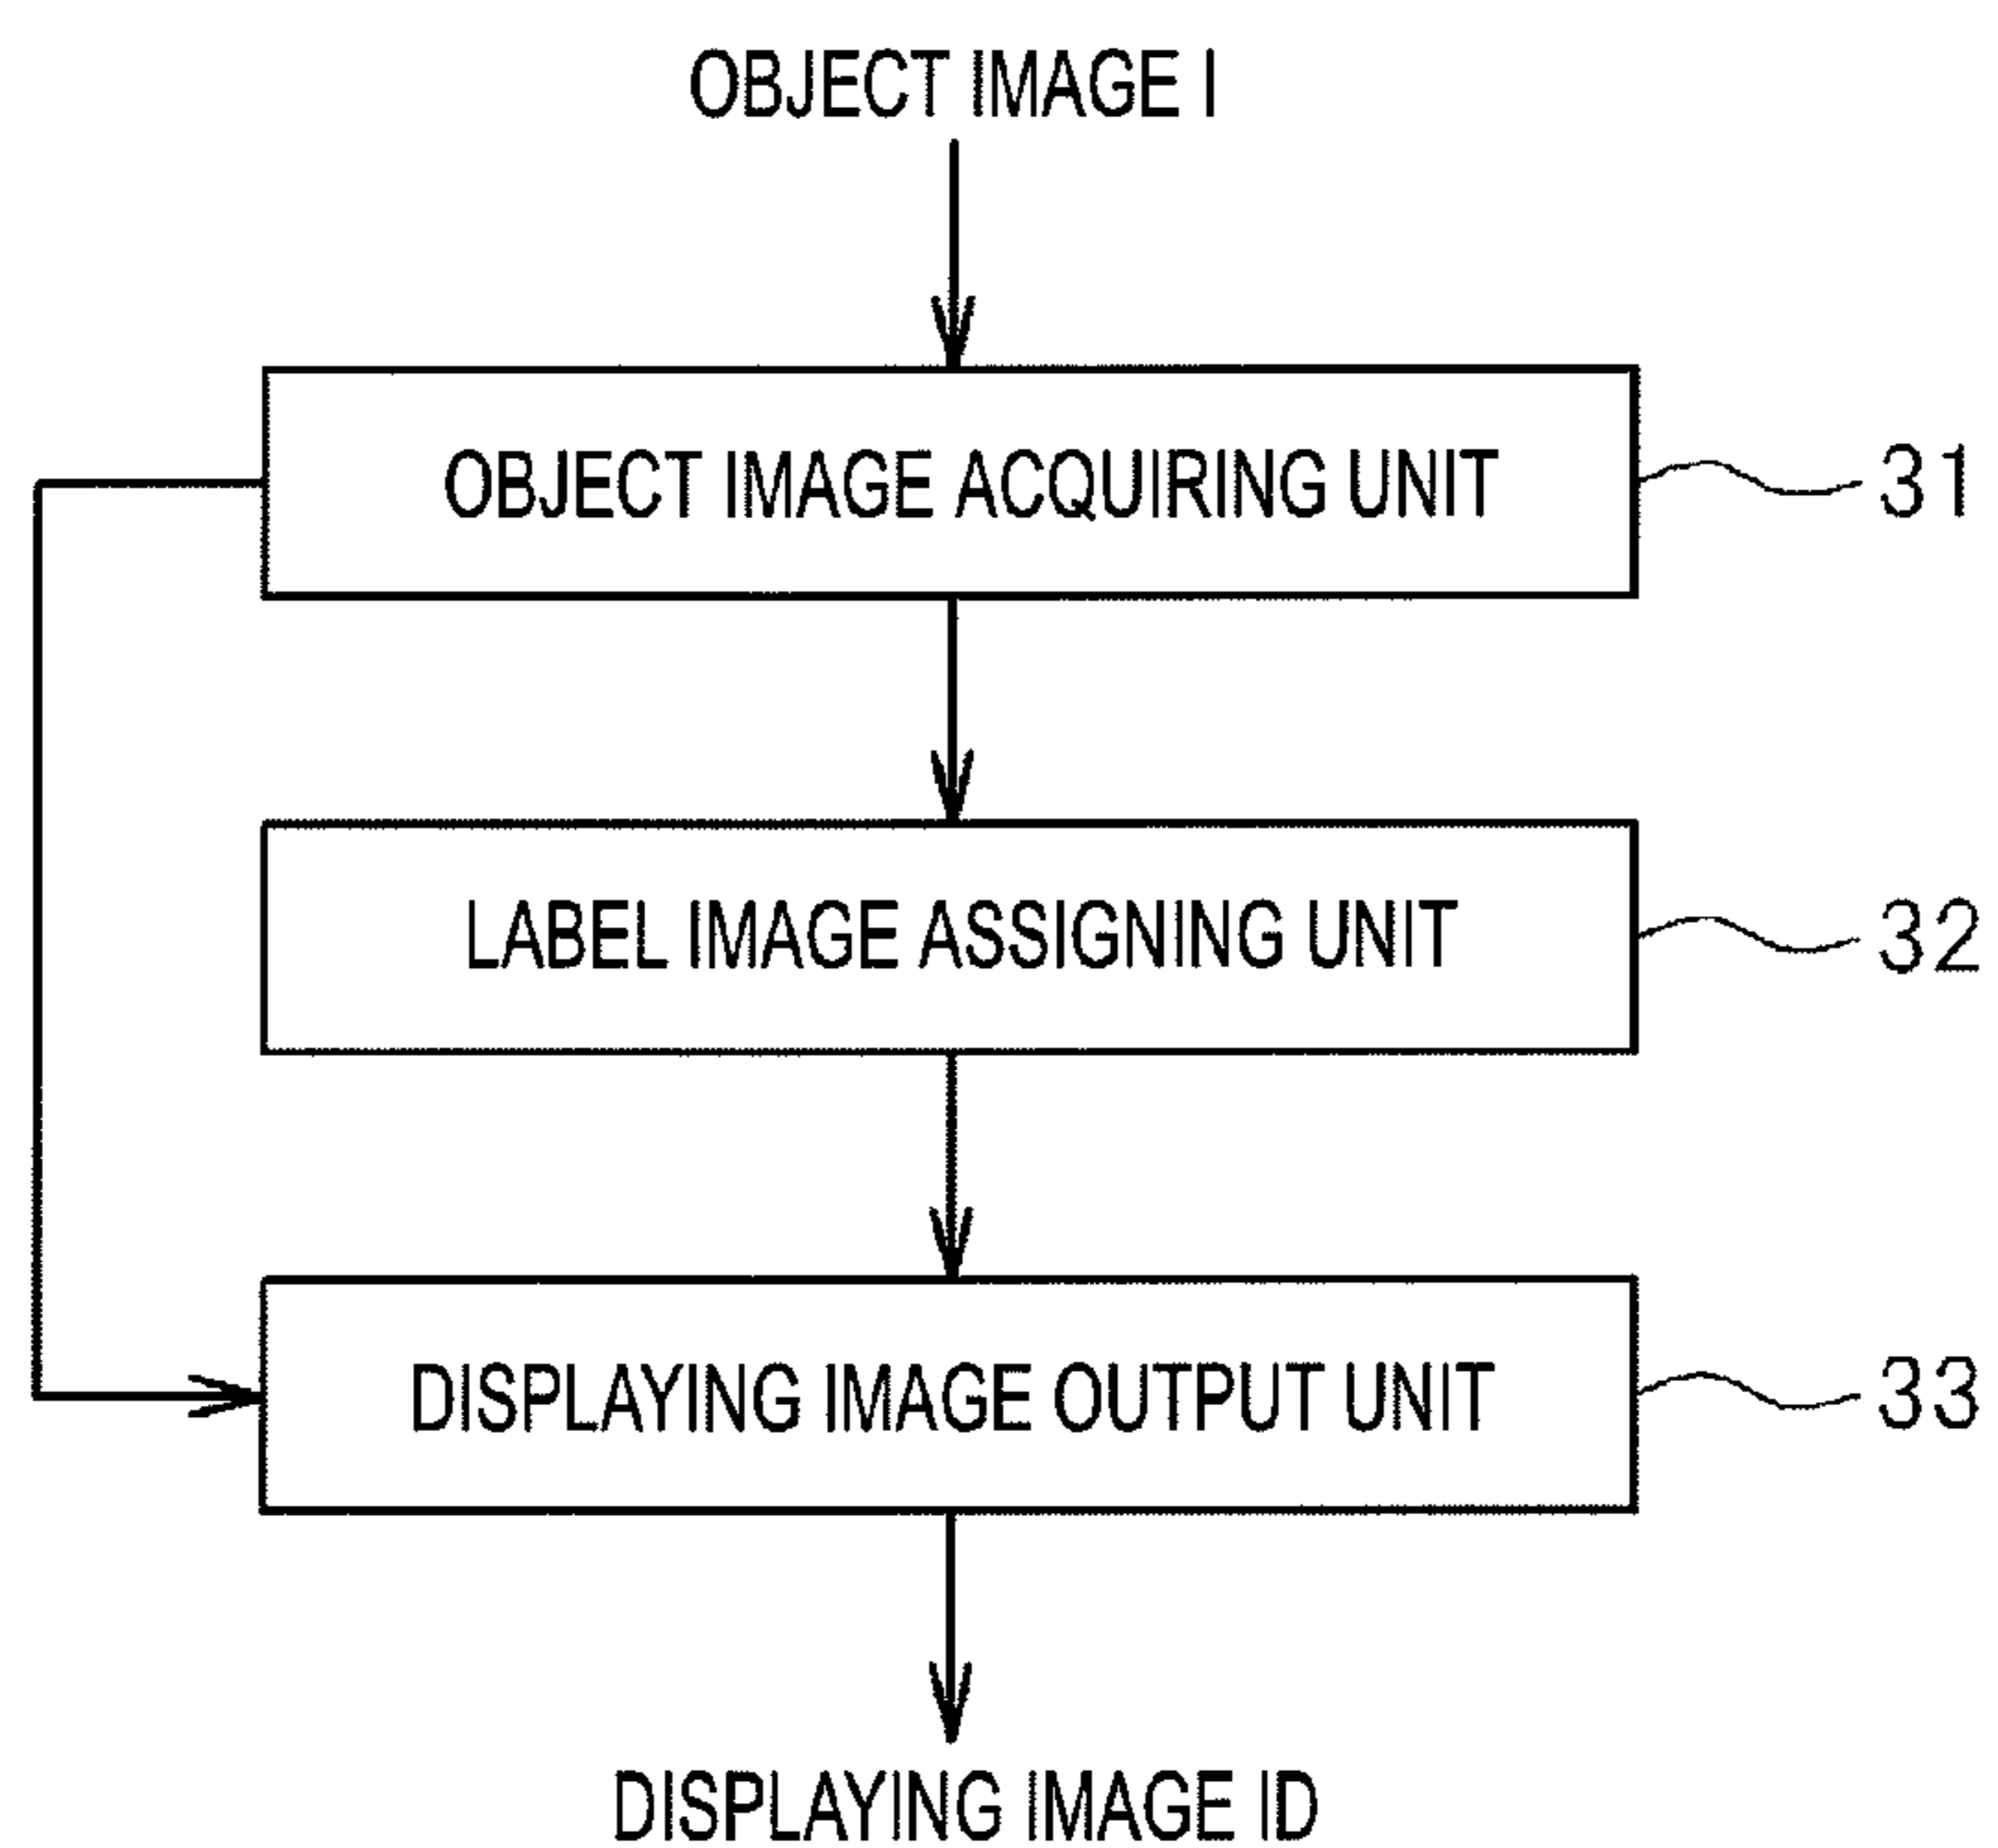 OBJECT IMAGE I
OBJECT IMAGE ACQUIRING UNIT
31
LABEL IMAGE ASSIGNING UNIT
32
DISPLAYING IMAGE OUTPUT UNIT
33
DISPLAYING IMAGE ID